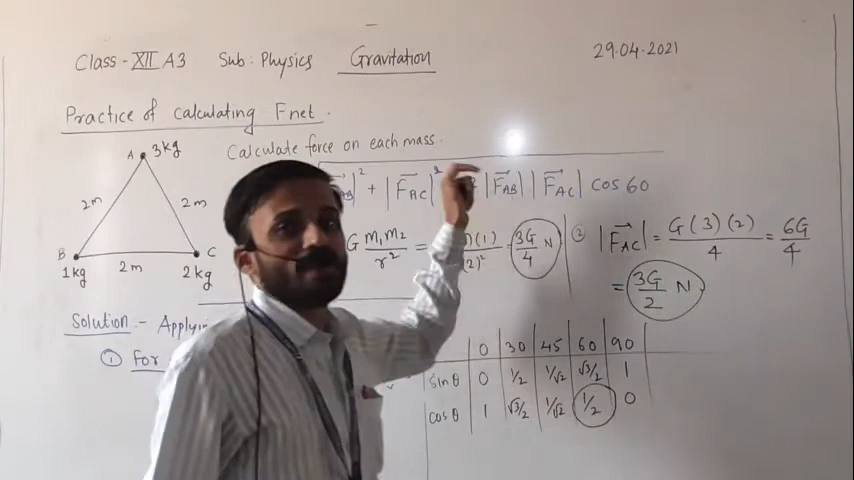 Class - XII A3 Sub : Physics Gravitation 29.04-2021
Practice of calculating Fnet.
Calculate force on each mass.
A 3kg
2m 2m
B C
2m
1kg 2kg
|² + |F⃗AC|² |F⃗AB| |F⃗AC| cos 60
G m₁m₂/r² = (1)/(2)² = 3G/4 N
② |F⃗AC| = G(3)(2)/4 = 6G/4
= 3G/2 N
Solution.-
① For
0 30 45 60 90
sinθ 0 1/2 1/√2 √3/2 1
cosθ 1 √3/2 1/√2 1/2 0